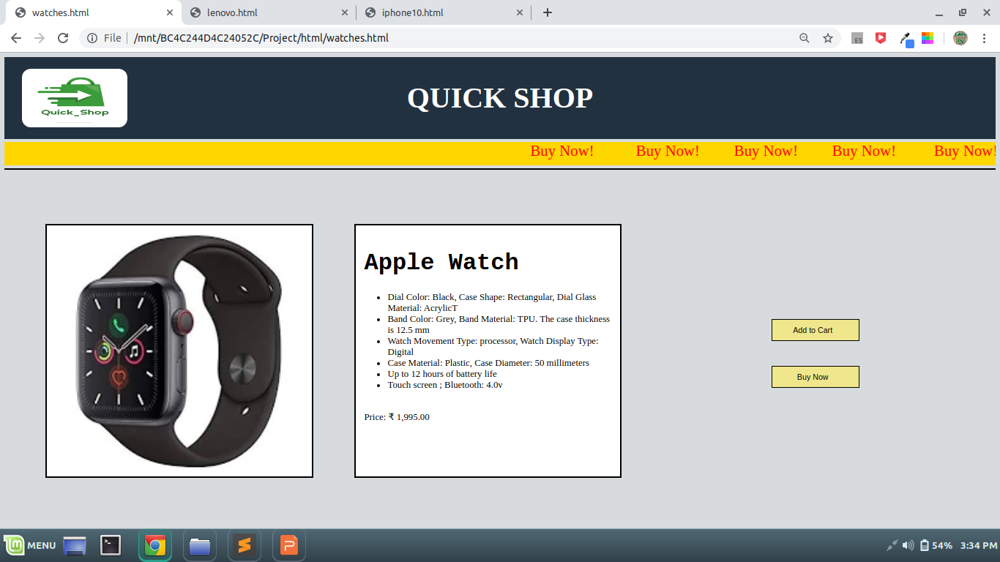 watches.html
lenovo.html
iphone10.html
File
/mnt/BC4C244D4C24052C/Project/html/watches.html
ES
Quick_Shop
QUICK SHOP
Buy Now! Buy Now! Buy Now! Buy Now! Buy Now!
Apple Watch
Dial Color: Black, Case Shape: Rectangular, Dial Glass
Material: AcrylicT
Band Color: Grey, Band Material: TPU. The case thickness
is 12.5 mm
Watch Movement Type: processor, Watch Display Type:
Digital
Case Material: Plastic, Case Diameter: 50 millimeters
Up to 12 hours of battery life
Touch screen ; Bluetooth: 4.0v
Price: ₹ 1,995.00
Add to Cart
Buy Now
MENU
54%
3:34 PM